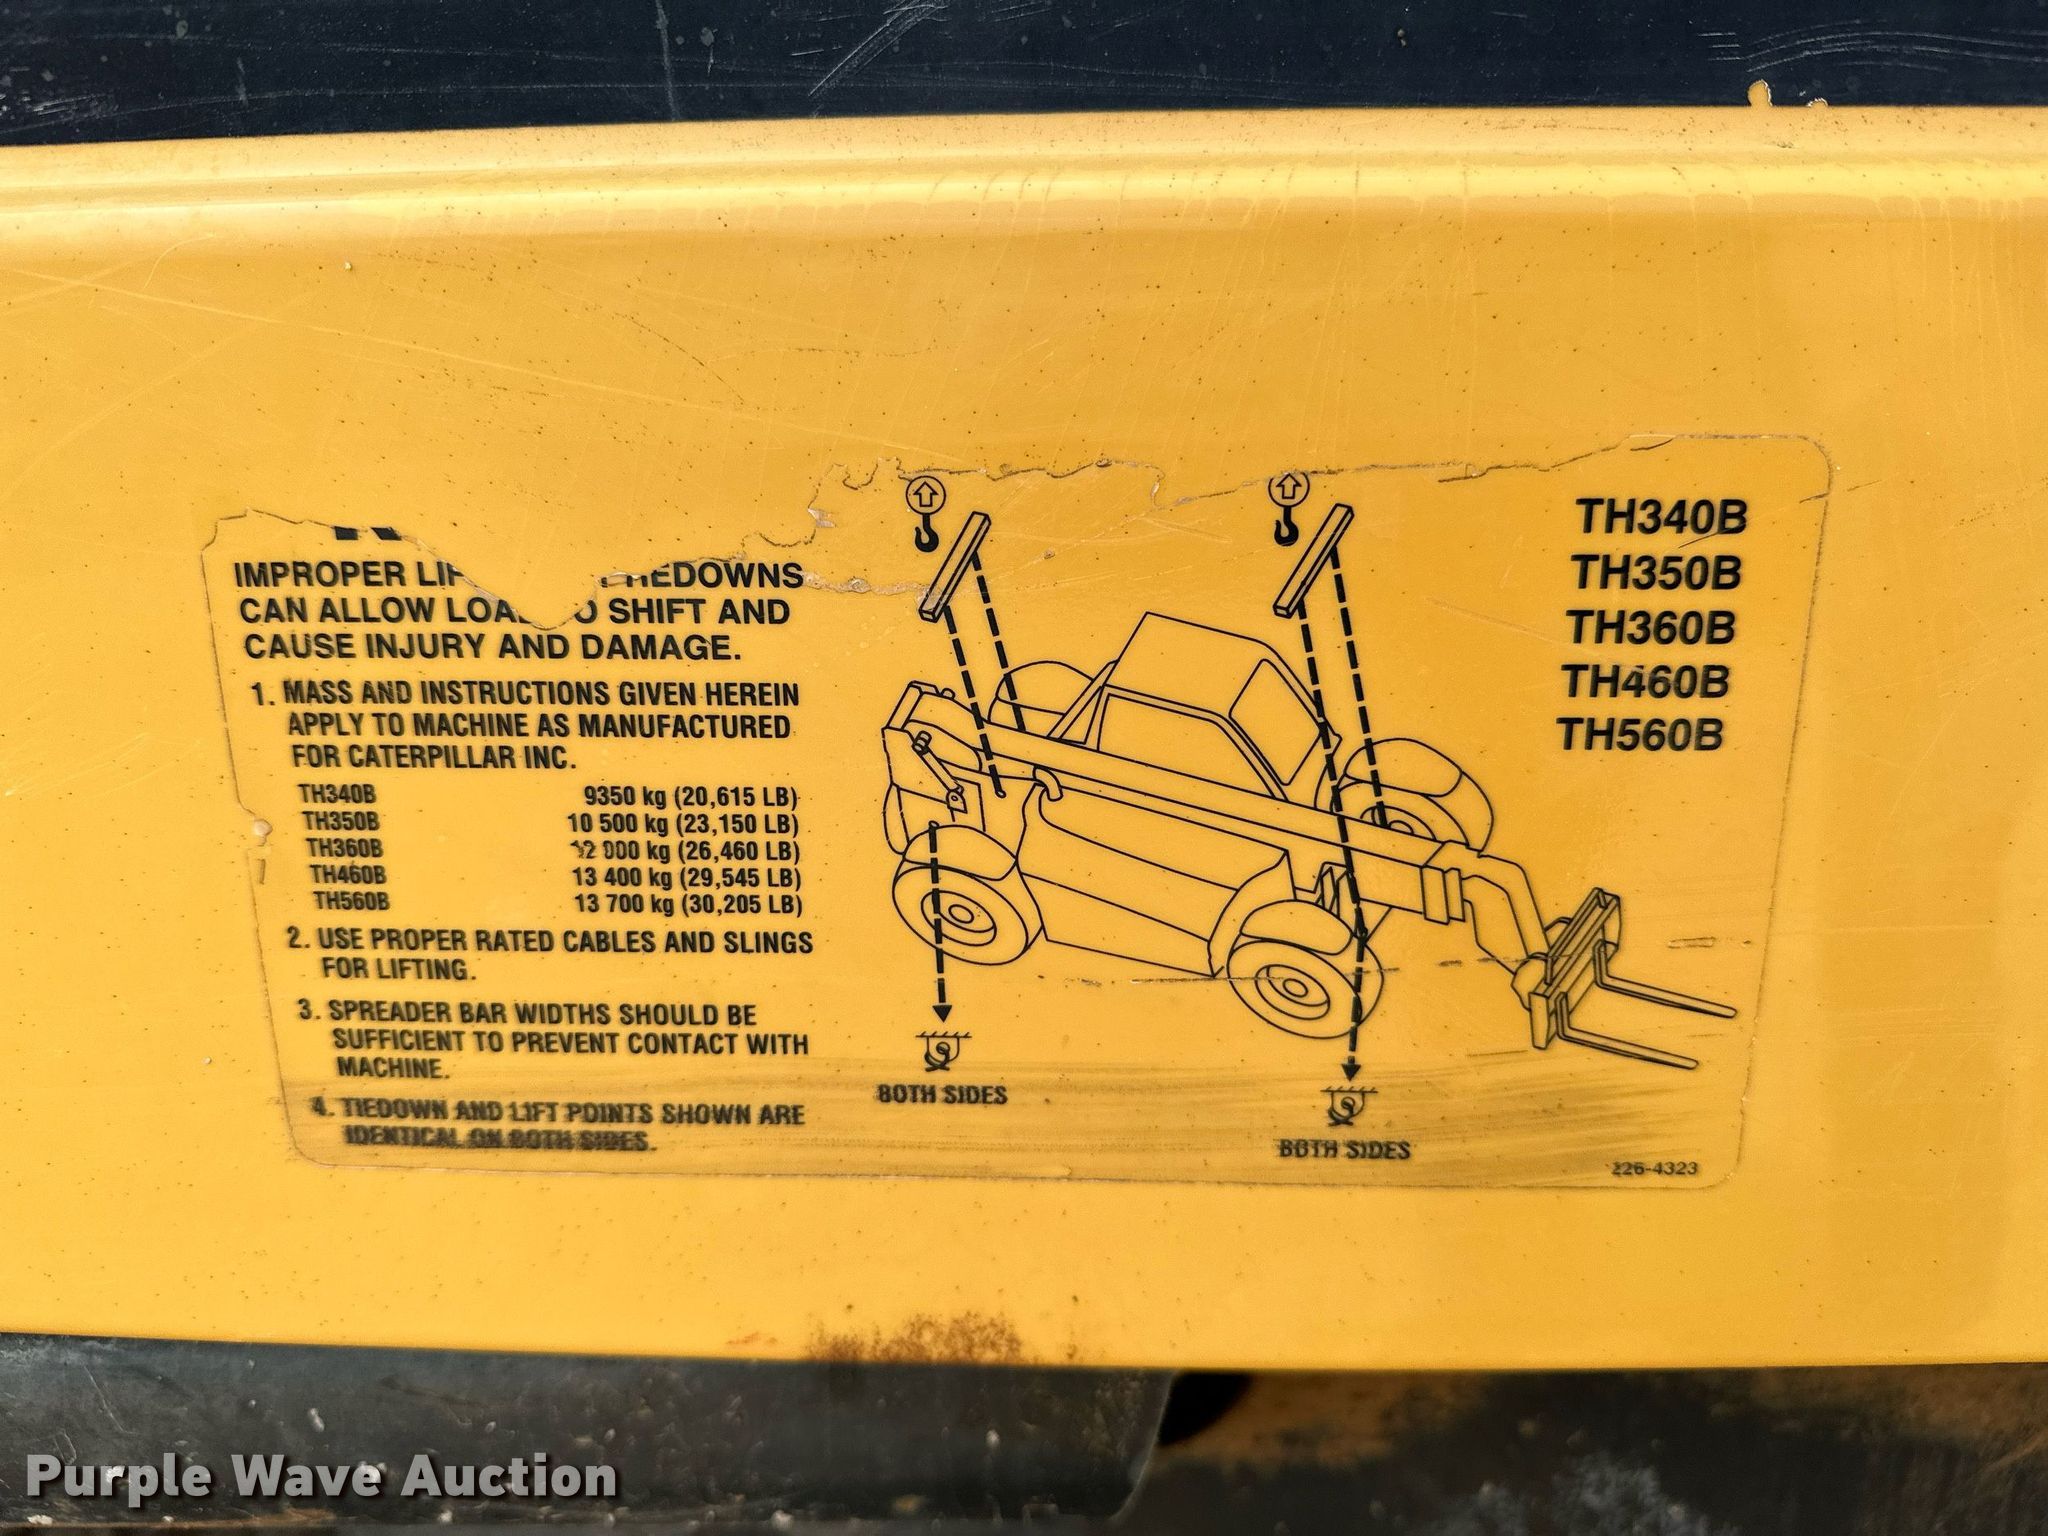 IMPROPER
CAN ALLOW SHIFT AND
CAUSE INJURY AND DAMAGE.
1. MASS AND INSTRUCTIONS GIVEN HEREIN
APPLY TO MACHINE AS MANUFACTURED
FOR CATERPILLAR INC.
TH340B 9350 kg (20,615 LB)
TH350B 10 500 kg (23,150 LB)
TH360B kg (26,460 LB)
TH460B 13 400 kg (29,545 LB)
TH560B 13 700 kg (30,205 LB)
2. USE PROPER RATED CABLES AND SLINGS
FOR LIFTING.
3. SPREADER BAR WIDTHS SHOULD BE
SUFFICIENT TO PREVENT CONTACT WITH
MACHINE.
4. TIEDOWN AND LIFT POINTS SHOWN ARE
IDENTICAL ON BOTH SIDES.
BOTH SIDES
BOTH SIDES
TH340B
TH350B
TH360B
TH460B
TH560B
226-4323
Purple Wave Auction